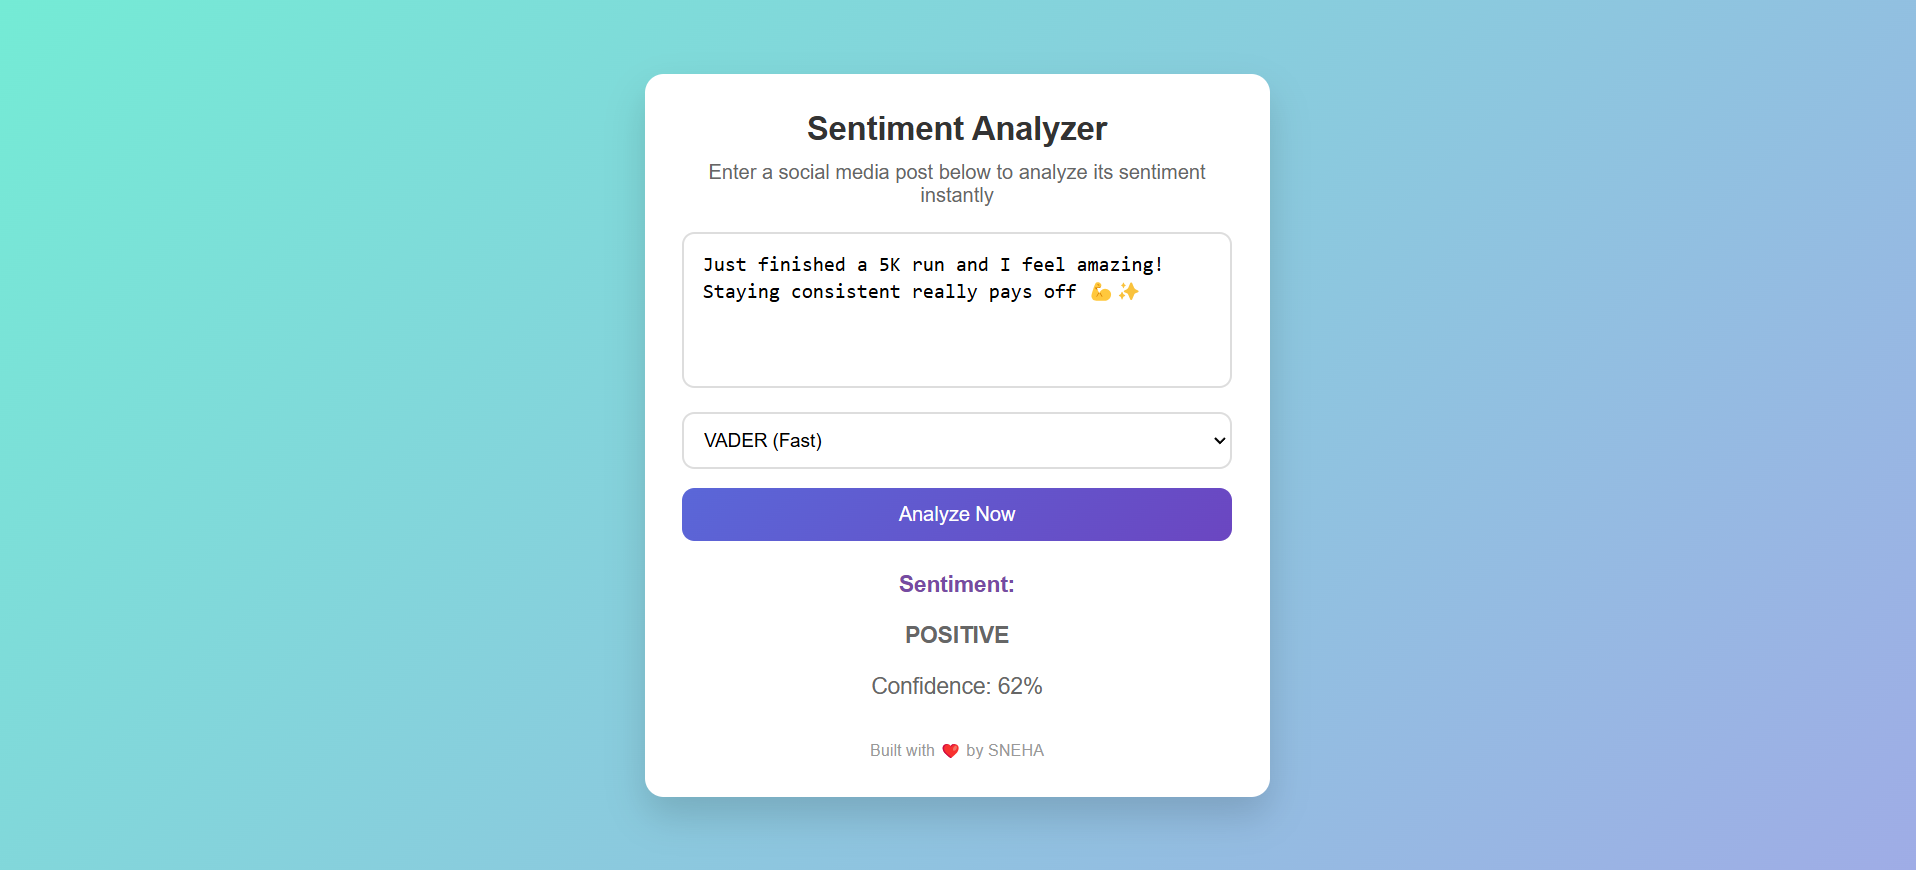 Sentiment Analyzer
Enter a social media post below to analyze its sentiment
instantly
Just finished a 5K run and I feel amazing!
Staying consistent really pays off 💪✨
VADER (Fast)
Analyze Now
Sentiment:
POSITIVE
Confidence: 62%
Built with ❤️ by SNEHA